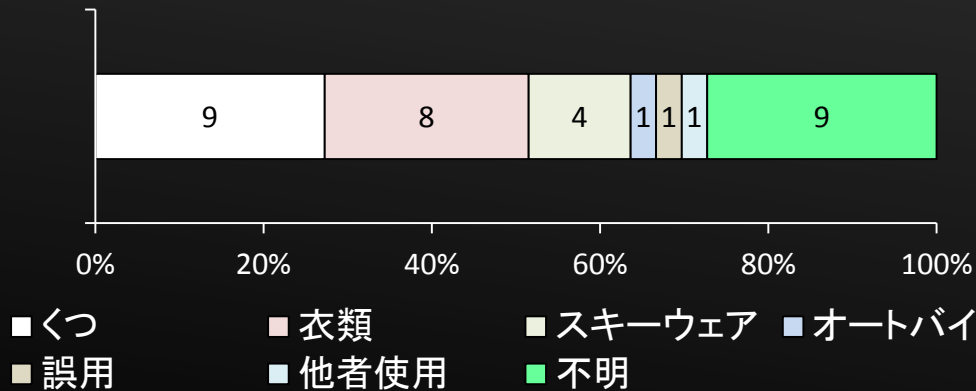 9 8 4 1 1 1 9
0% 20% 40% 60% 80% 100%
くつ 衣類 スキーウェア オートバイ
誤用 他者使用 不明